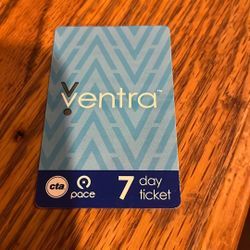 Ventra™
cta pace 7 day
ticket